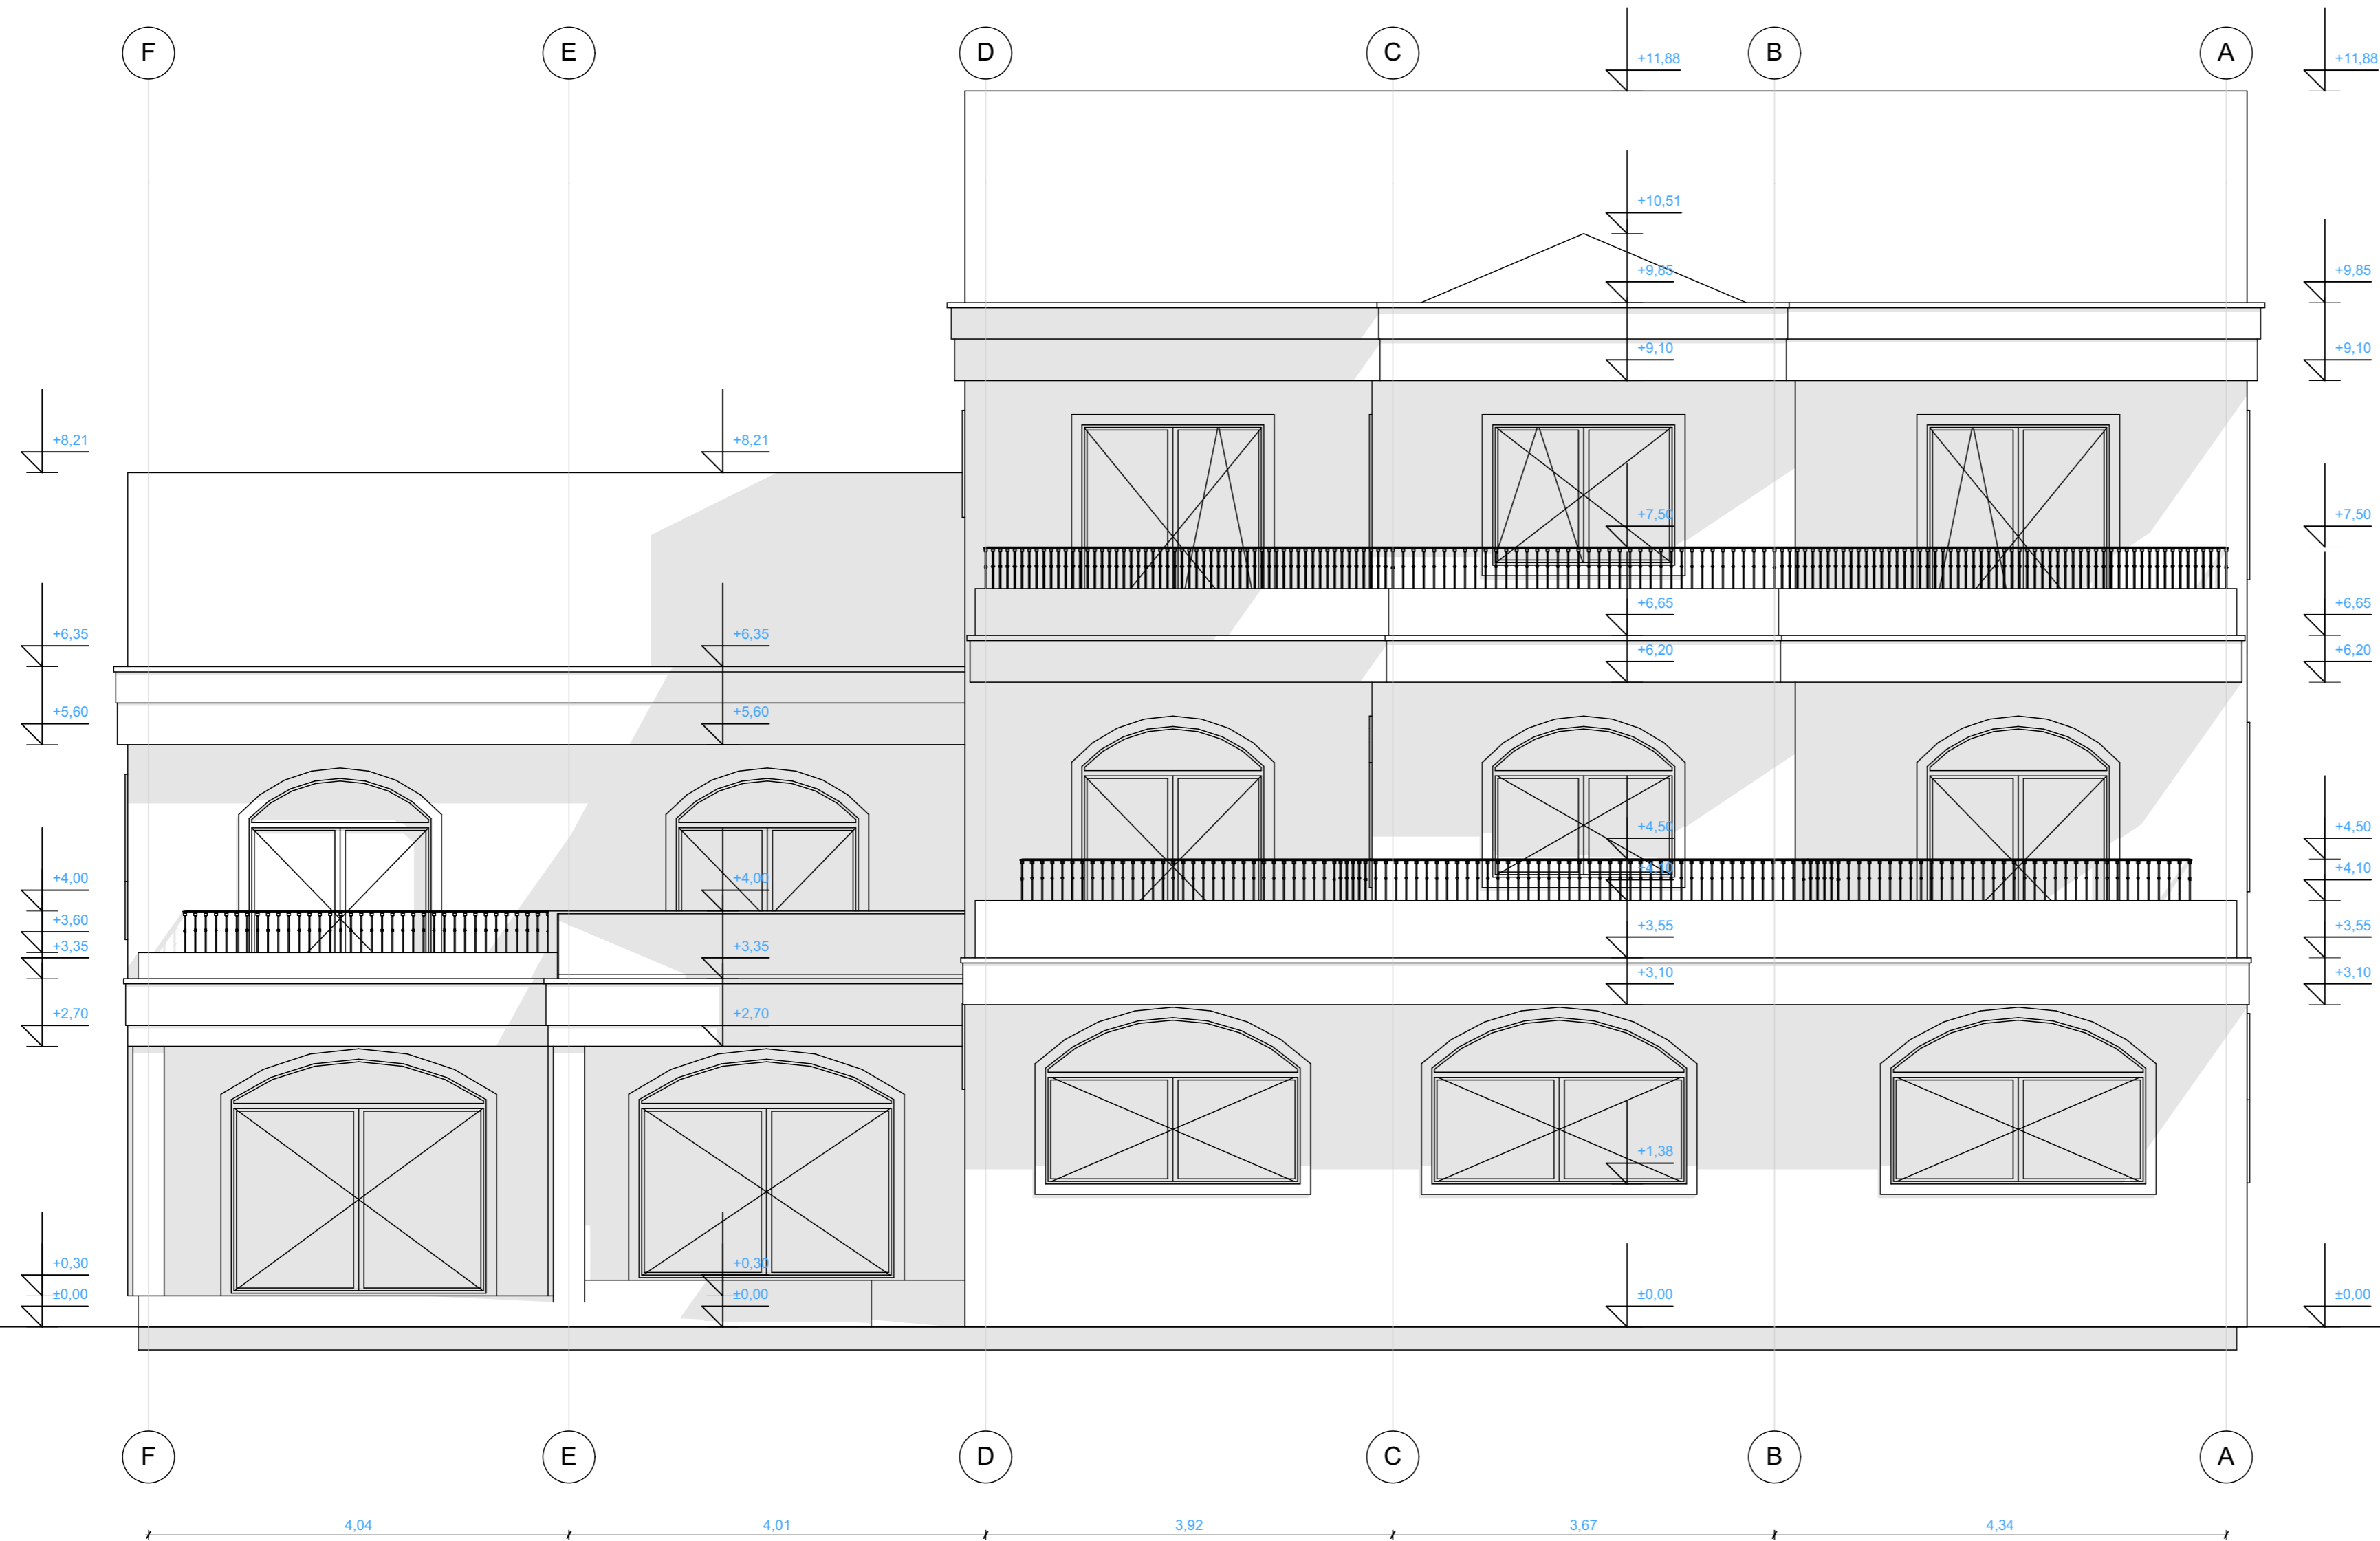 F E D C B A
+11,88 +11,88
+10,51
+9,85 +9,85
+9,10 +9,10
+8,21 +8,21
+7,50 +7,50
+6,65 +6,65
+6,35 +6,35
+6,20 +6,20
+5,60 +5,60
+4,50 +4,50
+4,00 +4,00 +4,10 +4,10
+3,60 +3,55 +3,55
+3,35 +3,35
+3,10 +3,10
+2,70 +2,70
+1,38
+0,30 +0,30
±0,00 ±0,00 ±0,00 ±0,00
F E D C B A
4,04 4,01 3,92 3,67 4,34